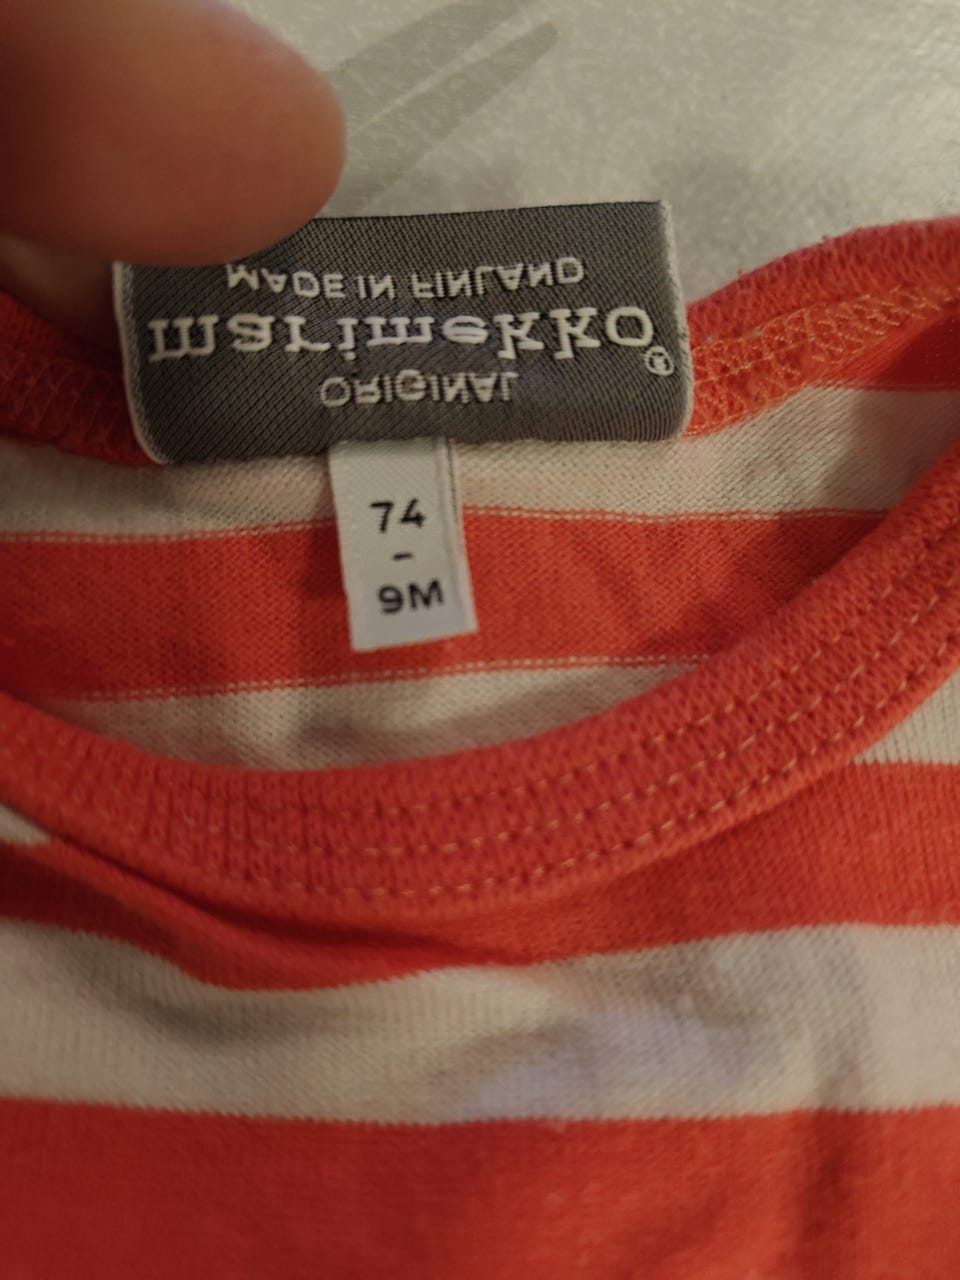 ORIGINAL
marimekko®
MADE IN FINLAND
74
-
9M